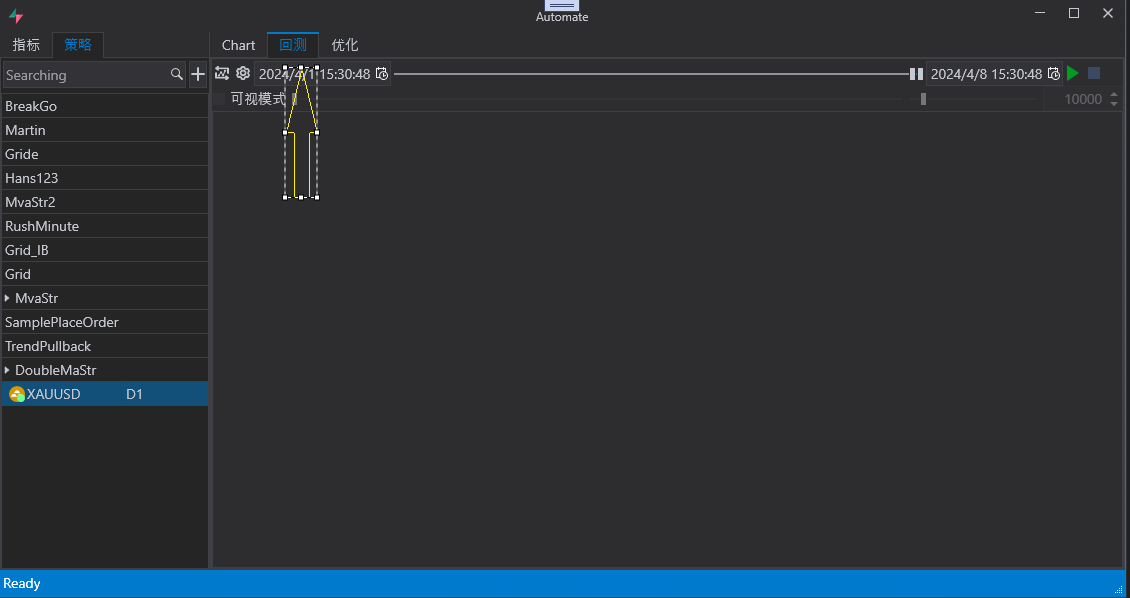 Automate
指标 策略
Chart 回测 优化
Searching
2024/4/1 15:30:48
2024/4/8 15:30:48
可视模式
10000
BreakGo
Martin
Gride
Hans123
MvaStr2
RushMinute
Grid_IB
Grid
MvaStr
SamplePlaceOrder
TrendPullback
DoubleMaStr
XAUUSD D1
Ready